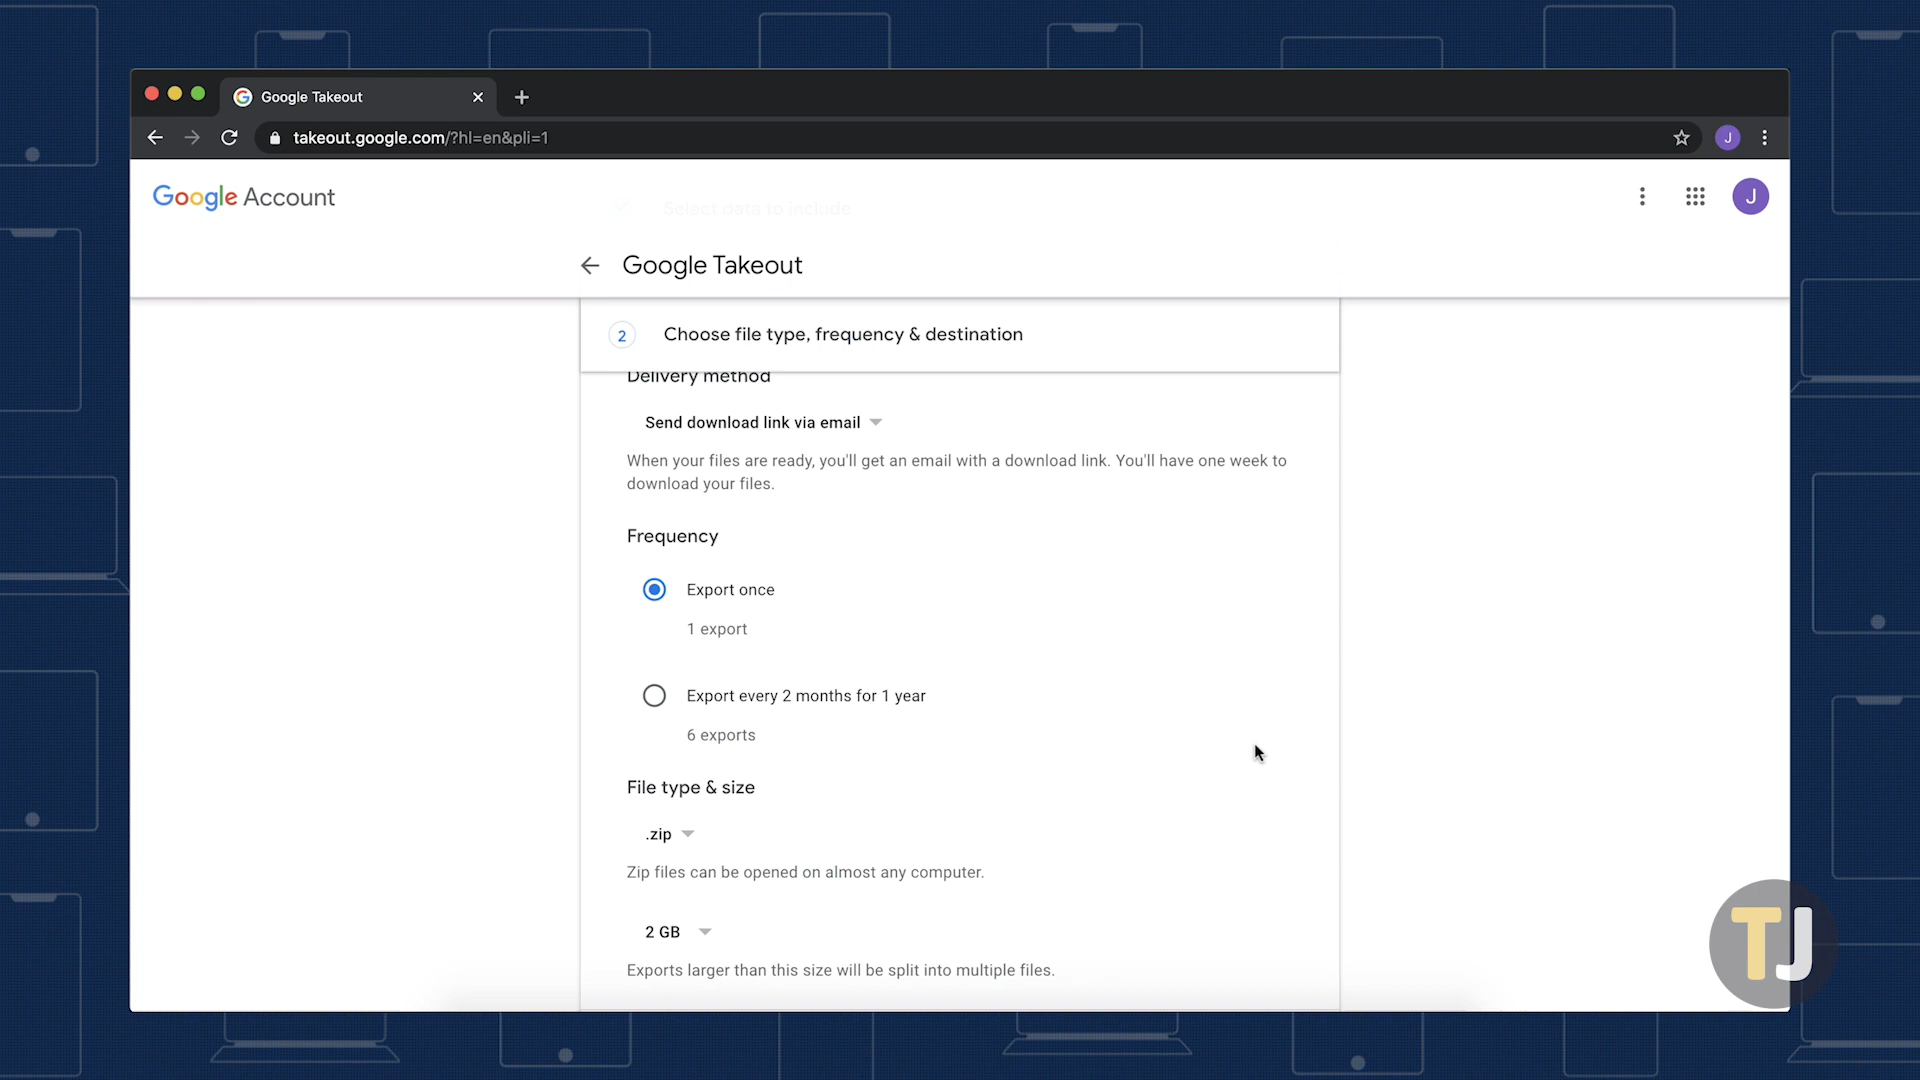 Google Takeout
takeout.google.com/?hl=en&pli=1
J
Google Account
Select data to include
J
Google Takeout
2
Choose file type, frequency & destination
Delivery method
Send download link via email
When your files are ready, you'll get an email with a download link. You'll have one week to
download your files.
Frequency
Export once
1 export
Export every 2 months for 1 year
6 exports
File type & size
.zip
Zip files can be opened on almost any computer.
2 GB
Exports larger than this size will be split into multiple files.
TJ